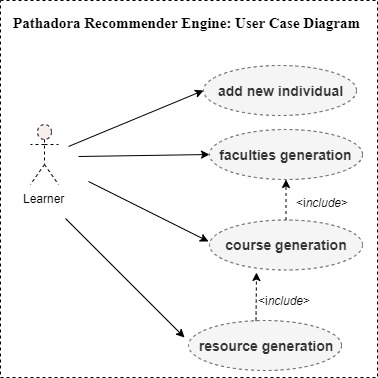 Pathadora Recommender Engine: User Case Diagram
add new individual
faculties generation
Learner
<include>
course generation
<include>
resource generation